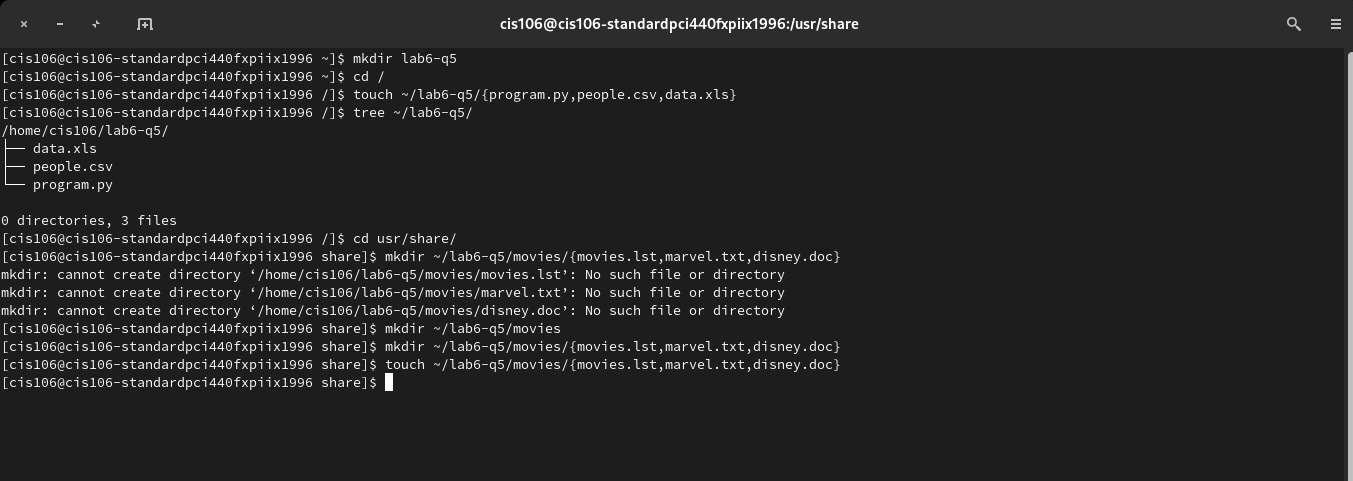 cis106@cis106-standardpci440fxpiix1996:/usr/share
[cis106@cis106-standardpci440fxpiix1996 ~]$ mkdir lab6-q5
[cis106@cis106-standardpci440fxpiix1996 ~]$ cd /
[cis106@cis106-standardpci440fxpiix1996 /]$ touch ~/lab6-q5/{program.py,people.csv,data.xls}
[cis106@cis106-standardpci440fxpiix1996 /]$ tree ~/lab6-q5/
/home/cis106/lab6-q5/
├── data.xls
├── people.csv
└── program.py
0 directories, 3 files
[cis106@cis106-standardpci440fxpiix1996 /]$ cd usr/share/
[cis106@cis106-standardpci440fxpiix1996 share]$ mkdir ~/lab6-q5/movies/{movies.lst,marvel.txt,disney.doc}
mkdir: cannot create directory ‘/home/cis106/lab6-q5/movies/movies.lst’: No such file or directory
mkdir: cannot create directory ‘/home/cis106/lab6-q5/movies/marvel.txt’: No such file or directory
mkdir: cannot create directory ‘/home/cis106/lab6-q5/movies/disney.doc’: No such file or directory
[cis106@cis106-standardpci440fxpiix1996 share]$ mkdir ~/lab6-q5/movies
[cis106@cis106-standardpci440fxpiix1996 share]$ mkdir ~/lab6-q5/movies/{movies.lst,marvel.txt,disney.doc}
[cis106@cis106-standardpci440fxpiix1996 share]$ touch ~/lab6-q5/movies/{movies.lst,marvel.txt,disney.doc}
[cis106@cis106-standardpci440fxpiix1996 share]$